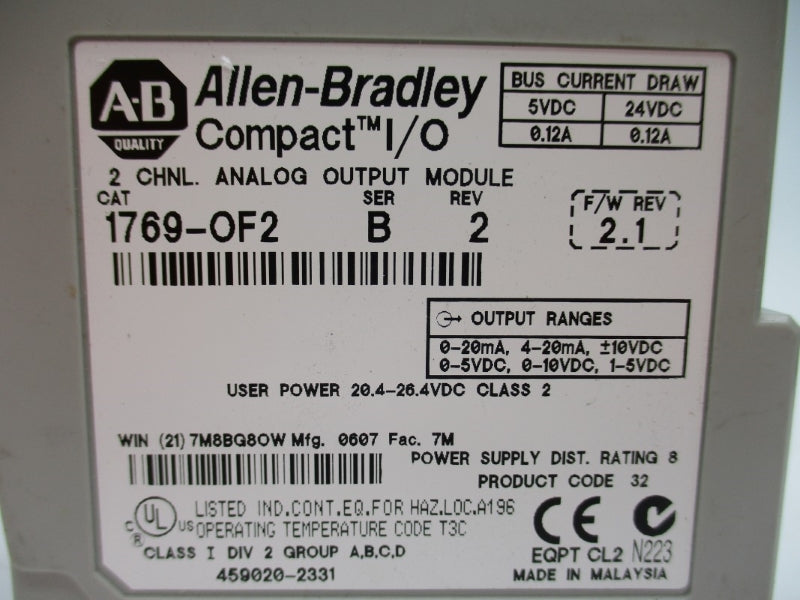 A-B
QUALITY
Allen-Bradley
Compact™ I/O
BUS CURRENT DRAW
5VDC 24VDC
0.12A 0.12A
2 CHNL. ANALOG OUTPUT MODULE
CAT SER REV
1769-OF2 B 2
F/W REV
2.1
OUTPUT RANGES
0-20mA, 4-20mA, ±10VDC
0-5VDC, 0-10VDC, 1-5VDC
USER POWER 20.4-26.4VDC CLASS 2
WIN (21) 7M8BG8OW Mfg. 0607 Fac. 7M
POWER SUPPLY DIST. RATING 8
PRODUCT CODE 32
C UL US ®
LISTED IND.CONT.EQ.FOR HAZ.LOC.A196
OPERATING TEMPERATURE CODE T3C
CLASS I DIV 2 GROUP A,B,C,D
459020-2331
CE
EQPT CL2 N223
MADE IN MALAYSIA